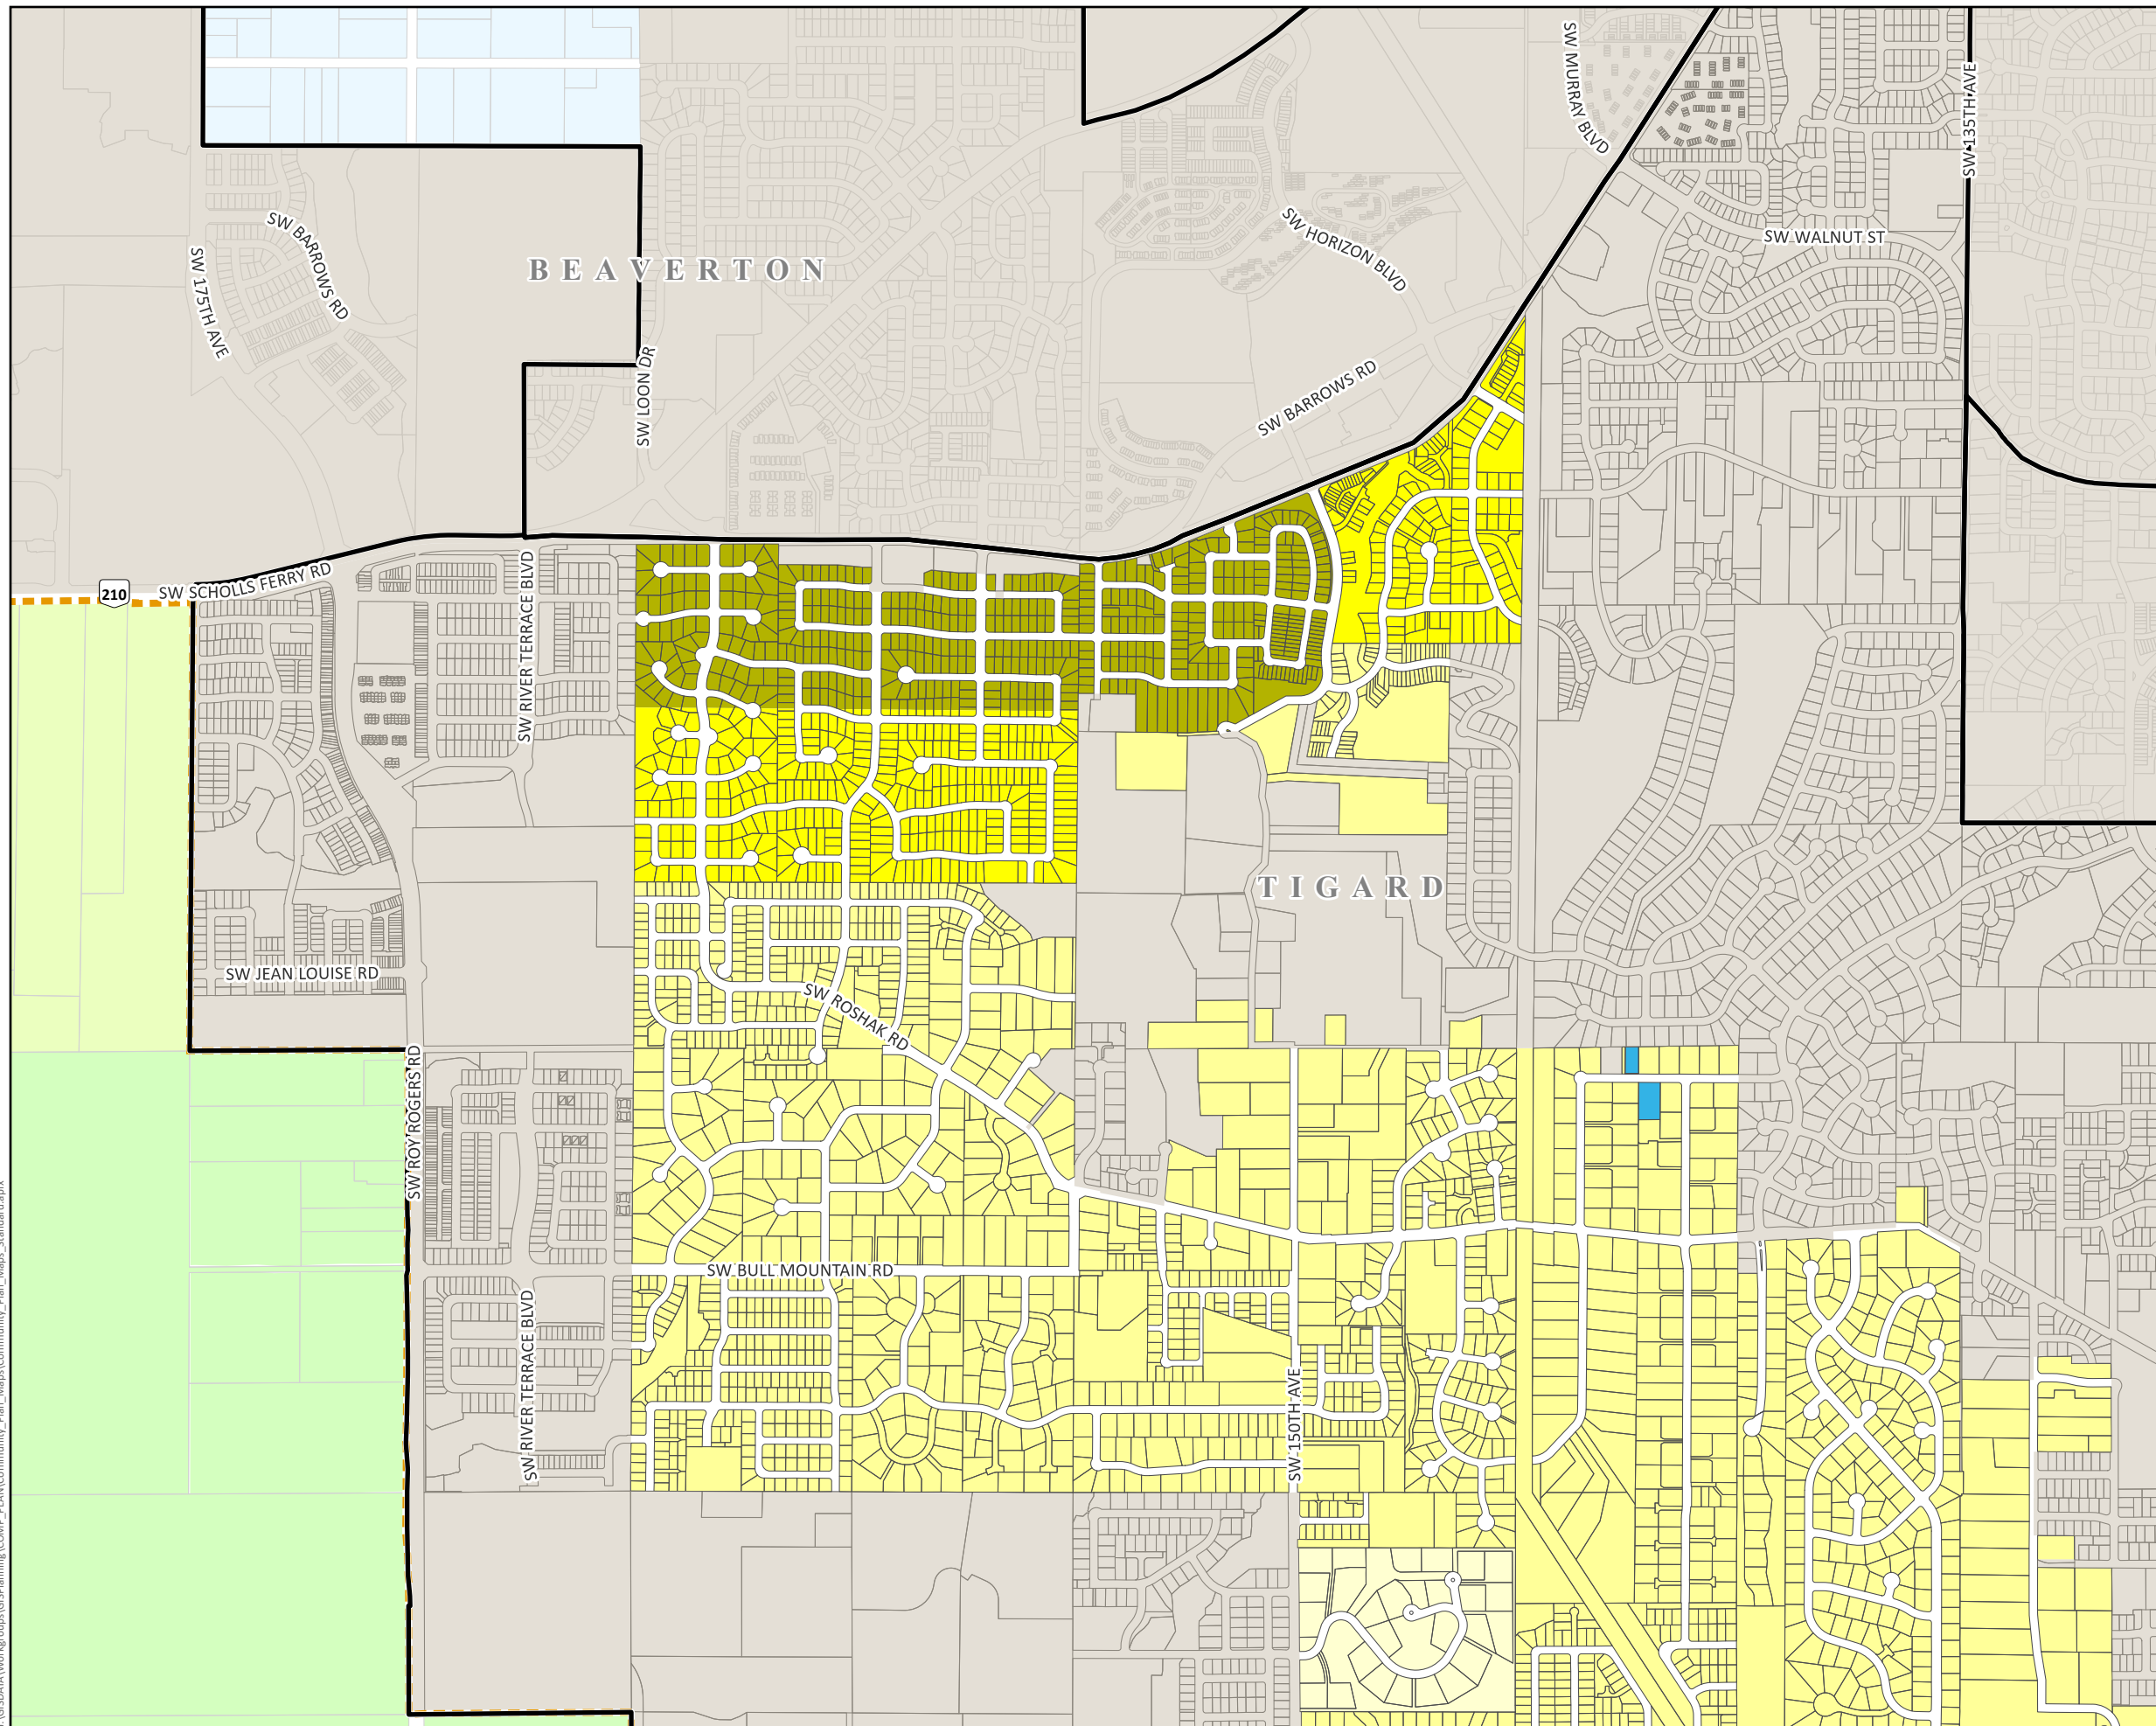 SW MURRAY BLVD
SW 135TH AVE
SW BARROWS RD
SW HORIZON BLVD
SW WALNUT ST
SW 175TH AVE
BEAVERTON
SW LOON DR
SW BARROWS RD
SW SCHOLLS FERRY RD
210
SW RIVER TERRACE BLVD
TIGARD
SW JEAN LOUISE RD
SW ROSHAK RD
SW ROY ROGERS RD
SW BULL MOUNTAIN RD
SW RIVER TERRACE BLVD
SW 150TH AVE